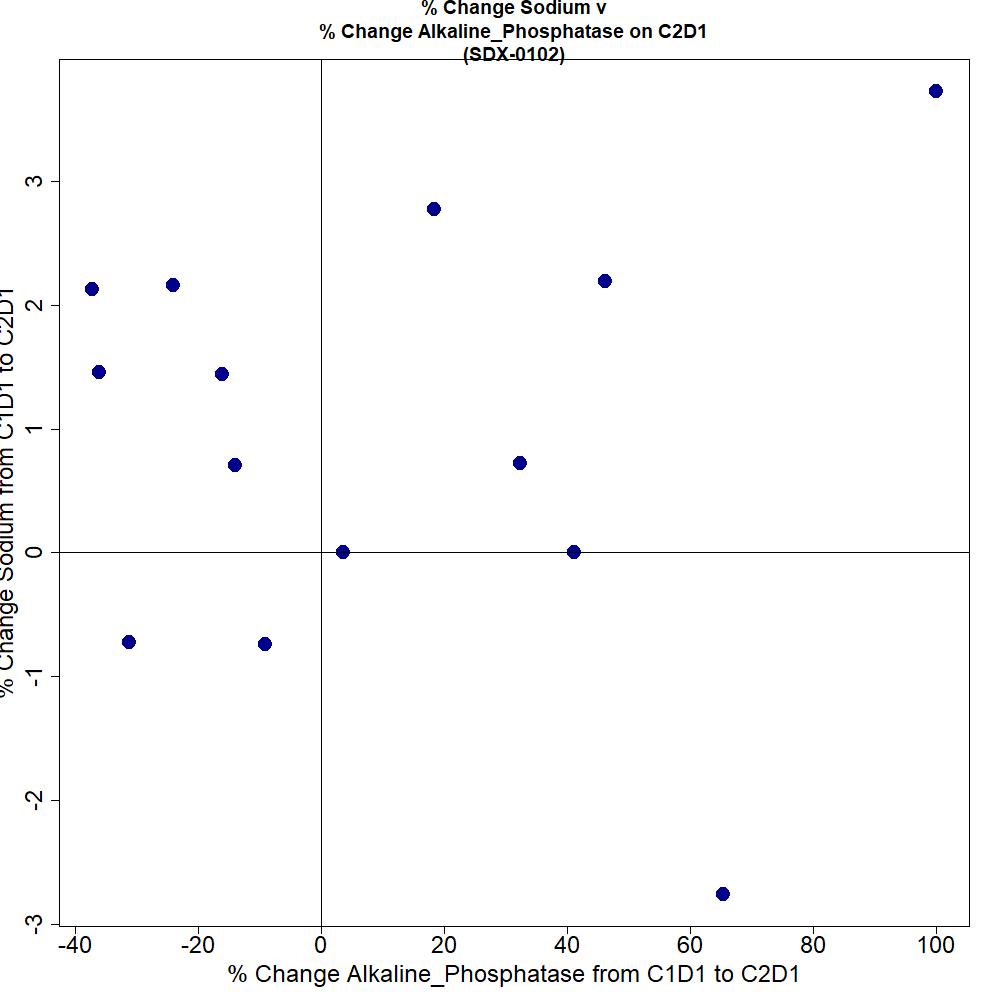 % Change Sodium v
% Change Alkaline_Phosphatase on C2D1
(SDX-0102)
% Change Sodium from C1D1 to C2D1
3
2
1
0
-1
-2
-3
-40 -20 0 20 40 60 80 100
% Change Alkaline_Phosphatase from C1D1 to C2D1